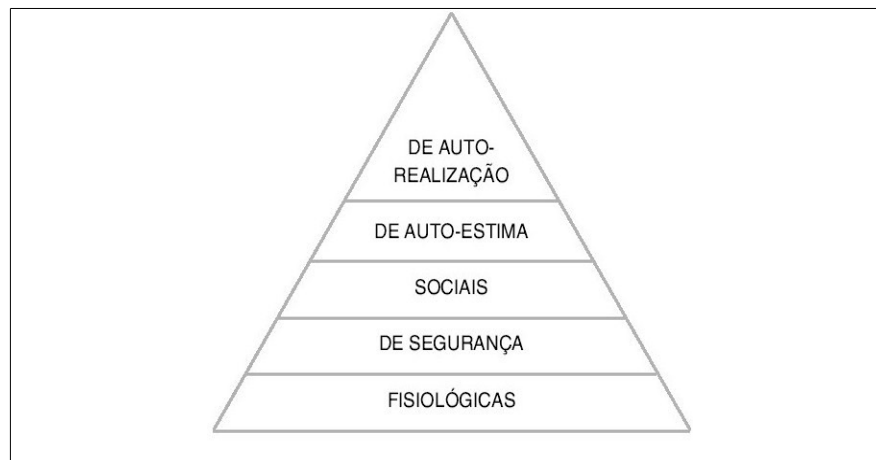 DE AUTO-
REALIZAÇÃO
DE AUTO-ESTIMA
SOCIAIS
DE SEGURANÇA
FISIOLÓGICAS